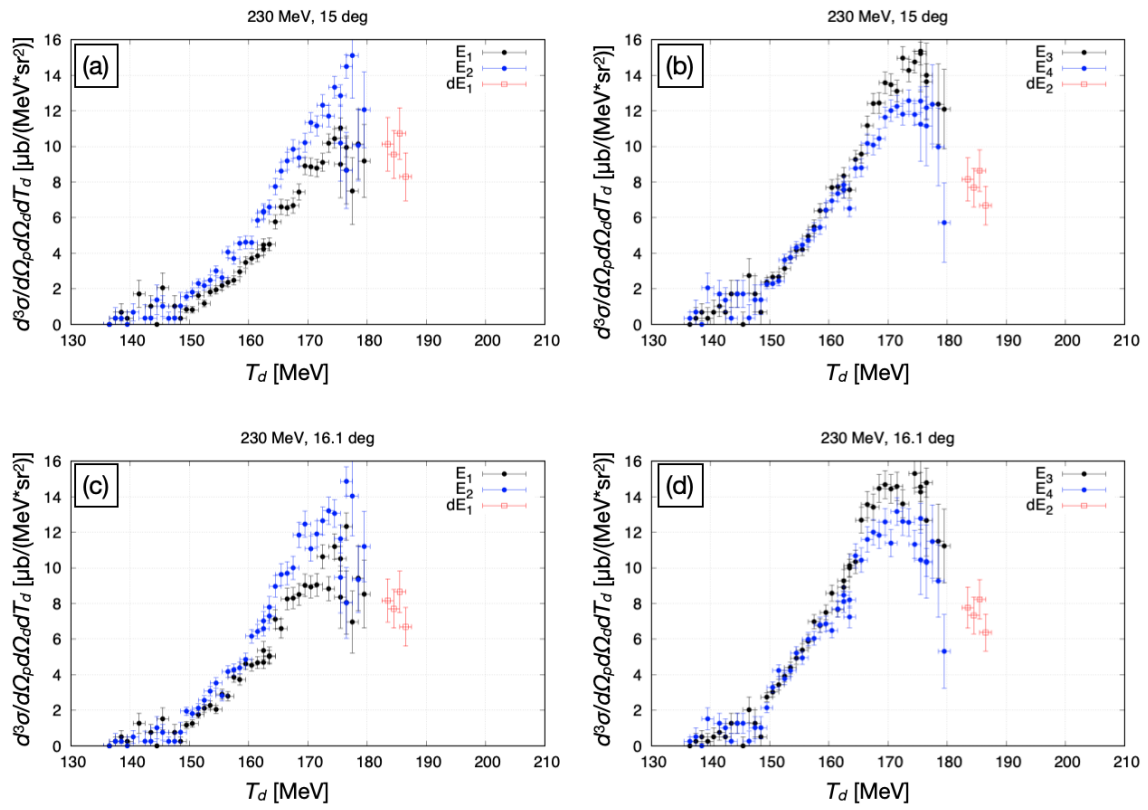 230 MeV, 15 deg
(a)
E1
E2
dE1
d³σ/dΩpdΩddTd [μb/(MeV*sr2)]
16
14
12
10
8
6
4
2
0
130 140 150 160 170 180 190 200 210
Td [MeV]
230 MeV, 15 deg
(b)
E3
E4
dE2
d³σ/dΩpdΩddTd [μb/(MeV*sr2)]
16
14
12
10
8
6
4
2
0
130 140 150 160 170 180 190 200 210
Td [MeV]
230 MeV, 16.1 deg
(c)
E1
E2
dE1
d³σ/dΩpdΩddTd [μb/(MeV*sr2)]
16
14
12
10
8
6
4
2
0
130 140 150 160 170 180 190 200 210
Td [MeV]
230 MeV, 16.1 deg
(d)
E3
E4
dE2
d³σ/dΩpdΩddTd [μb/(MeV*sr2)]
16
14
12
10
8
6
4
2
0
130 140 150 160 170 180 190 200 210
Td [MeV]